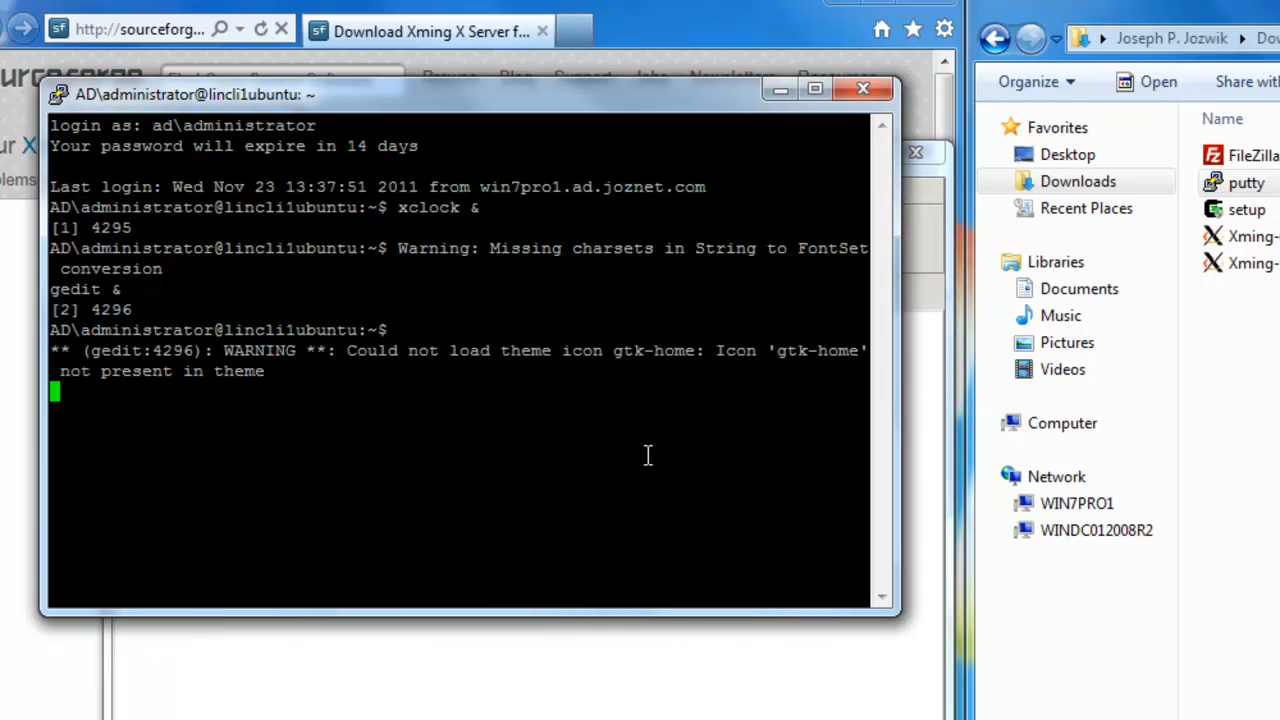 http://sourceforg...
Download Xming X Server f...
AD\administrator@lincli1ubuntu: ~
login as: ad\administrator
Your password will expire in 14 days
Last login: Wed Nov 23 13:37:51 2011 from win7pro1.ad.joznet.com
AD\administrator@lincli1ubuntu:~$ xclock &
[1] 4295
AD\administrator@lincli1ubuntu:~$ Warning: Missing charsets in String to FontSet
conversion
gedit &
[2] 4296
AD\administrator@lincli1ubuntu:~$
** (gedit:4296): WARNING **: Could not load theme icon gtk-home: Icon 'gtk-home'
not present in theme
Joseph P. Jozwik
Organize
Open
Share with
Name
Favorites
Desktop
Downloads
Recent Places
Libraries
Documents
Music
Pictures
Videos
Computer
Network
WIN7PRO1
WINDC012008R2
FileZilla
putty
setup
Xming-
Xming-